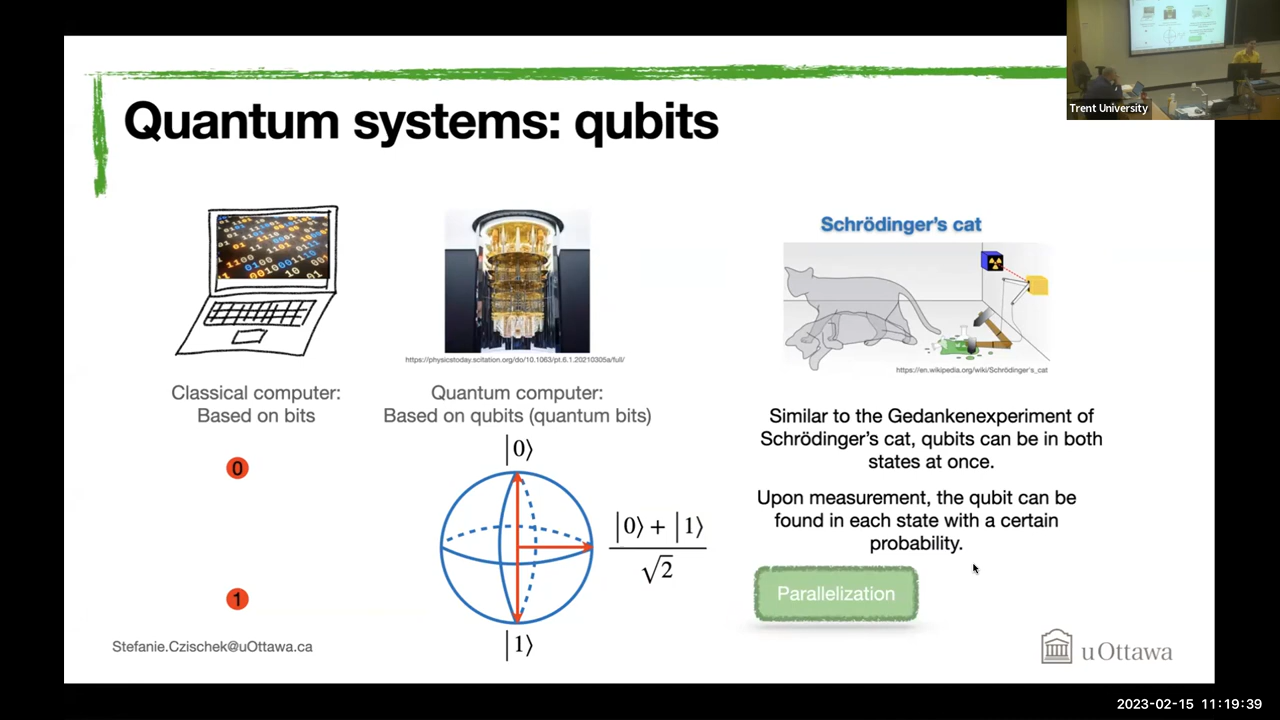 Trent University
Quantum systems: qubits
Schrödinger's cat
https://physicstoday.scitation.org/do/10.1063/pt.6.1.20210305a/full/
https://en.wikipedia.org/wiki/Schrödinger's_cat
Classical computer:
Based on bits
Quantum computer:
Based on qubits (quantum bits)
0
1
|0⟩
|0⟩ + |1⟩
√2
|1⟩
Similar to the Gedankenexperiment of
Schrödinger's cat, qubits can be in both
states at once.
Upon measurement, the qubit can be
found in each state with a certain
probability.
Parallelization
Stefanie.Czischek@uOttawa.ca
uOttawa
2023-02-15 11:19:39